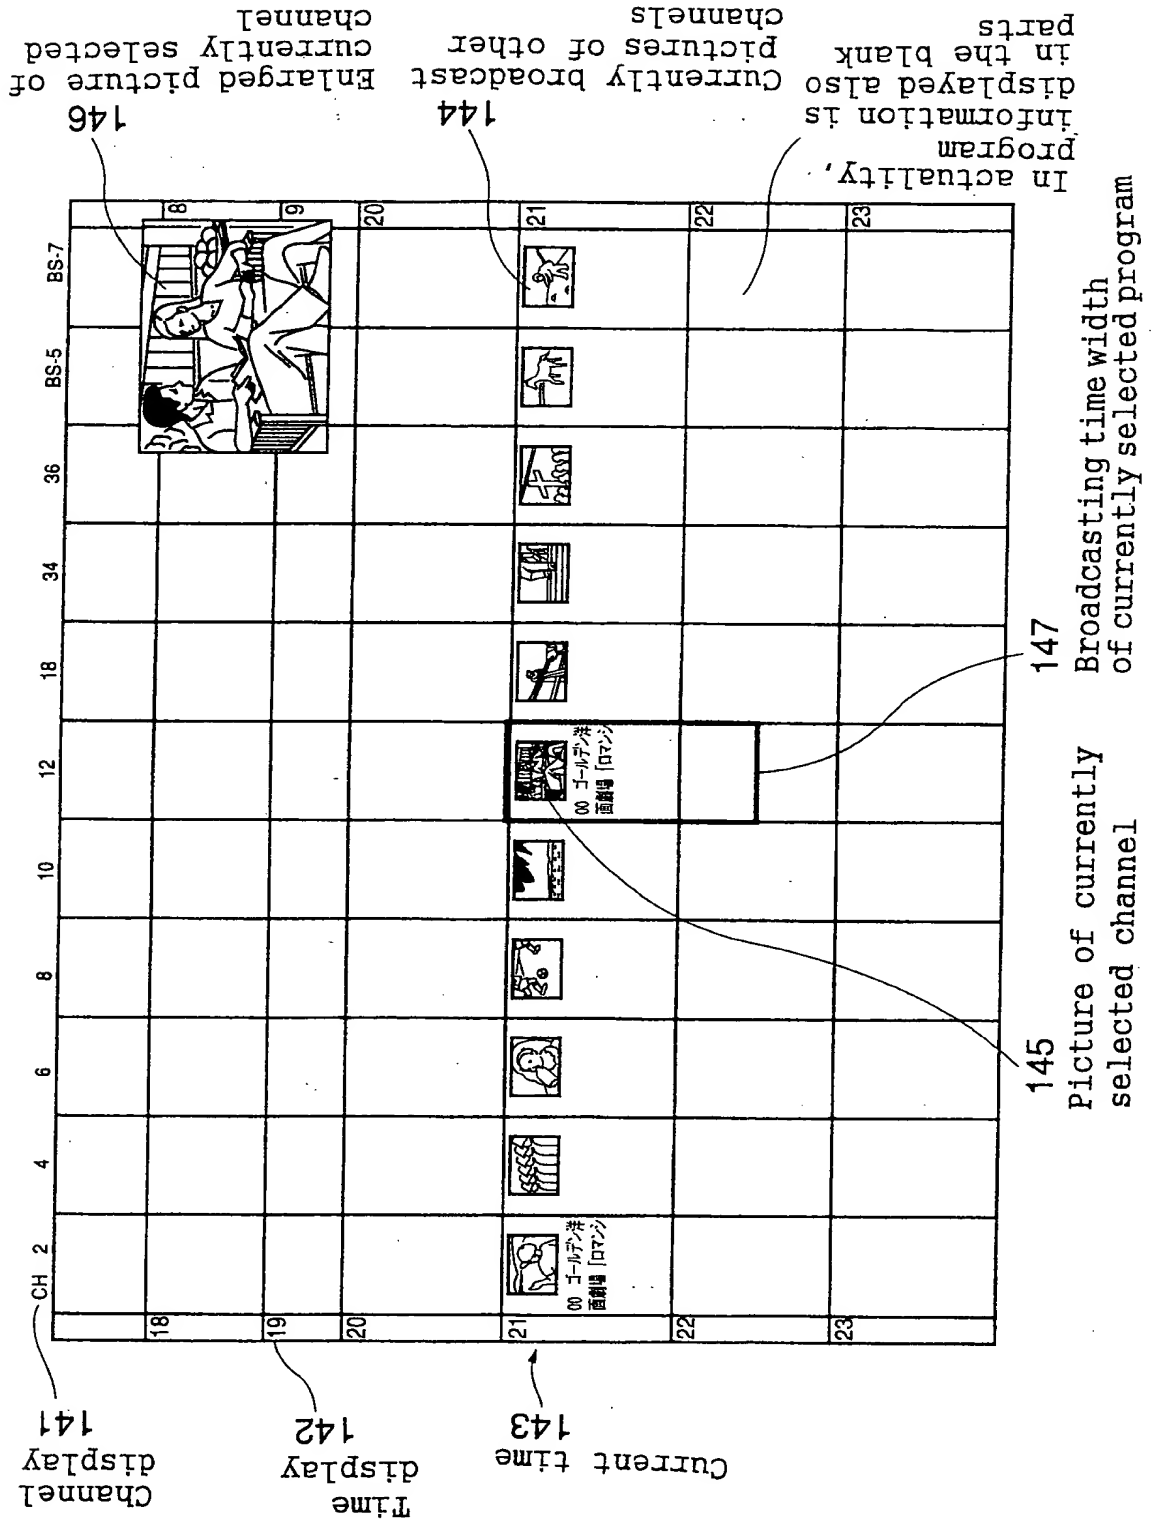 141
Channel
display
142
Time
display
143
Current time
CH 2 4 6 8 10 12 18 34 36 BS-5 BS-7
18
19
20
21
22
23
8
9
20
21
22
23
〇〇 ゴールデン洋
画劇場「ロマンシ
〇〇 ゴールデン洋
画劇場「ロマンシ
146
Enlarged picture of
currently selected
channel
144
Currently broadcast
pictures of other
channels
In actuality,
program
information is
displayed also
in the blank
parts
145
Picture of currently
selected channel
147
Broadcasting time width
of currently selected program